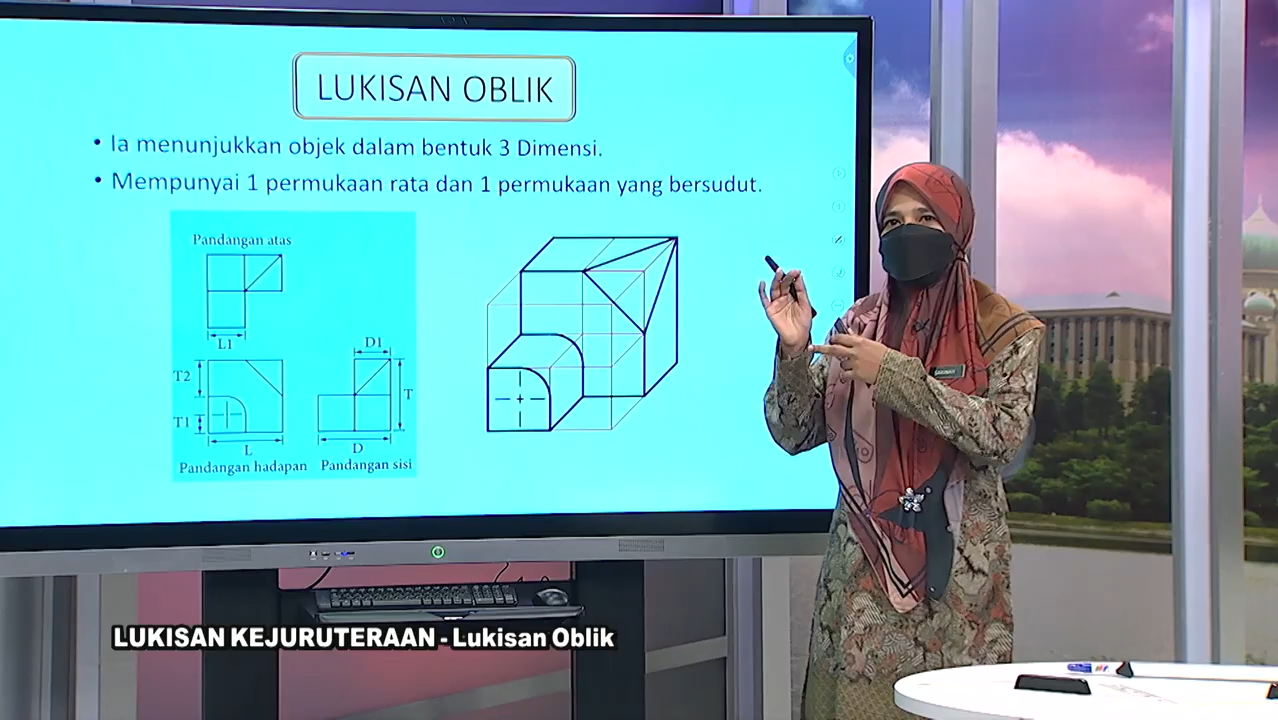 LUKISAN OBLIK
• Ia menunjukkan objek dalam bentuk 3 Dimensi.
• Mempunyai 1 permukaan rata dan 1 permukaan yang bersudut.
Pandangan atas
L1
D1
T2
T
T1
L
D
Pandangan hadapan
Pandangan sisi
SAKINAH
LUKISAN KEJURUTERAAN - Lukisan Oblik